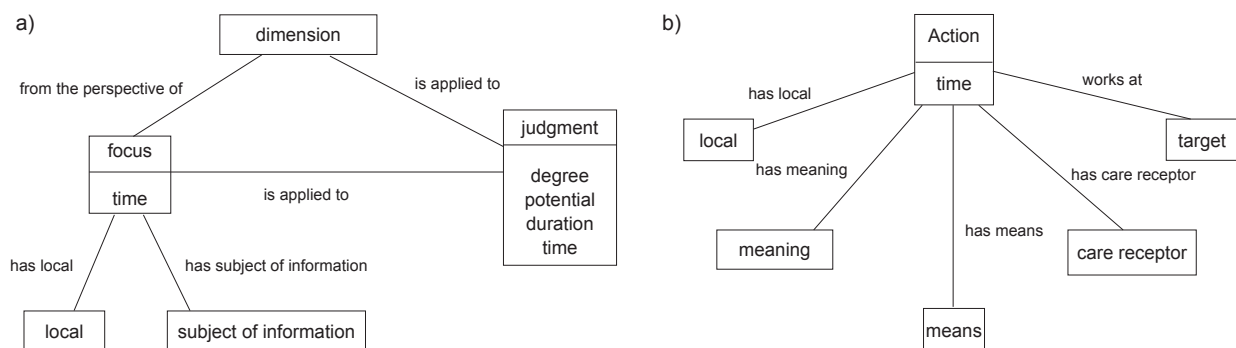 a)
dimension
from the perspective of
is applied to
judgment
focus
degree
time
is applied to
potential
duration
time
has local
has subject of information
local
subject of information
b)
Action
time
has local
works at
local
target
has meaning
has care receptor
has means
meaning
care receptor
means